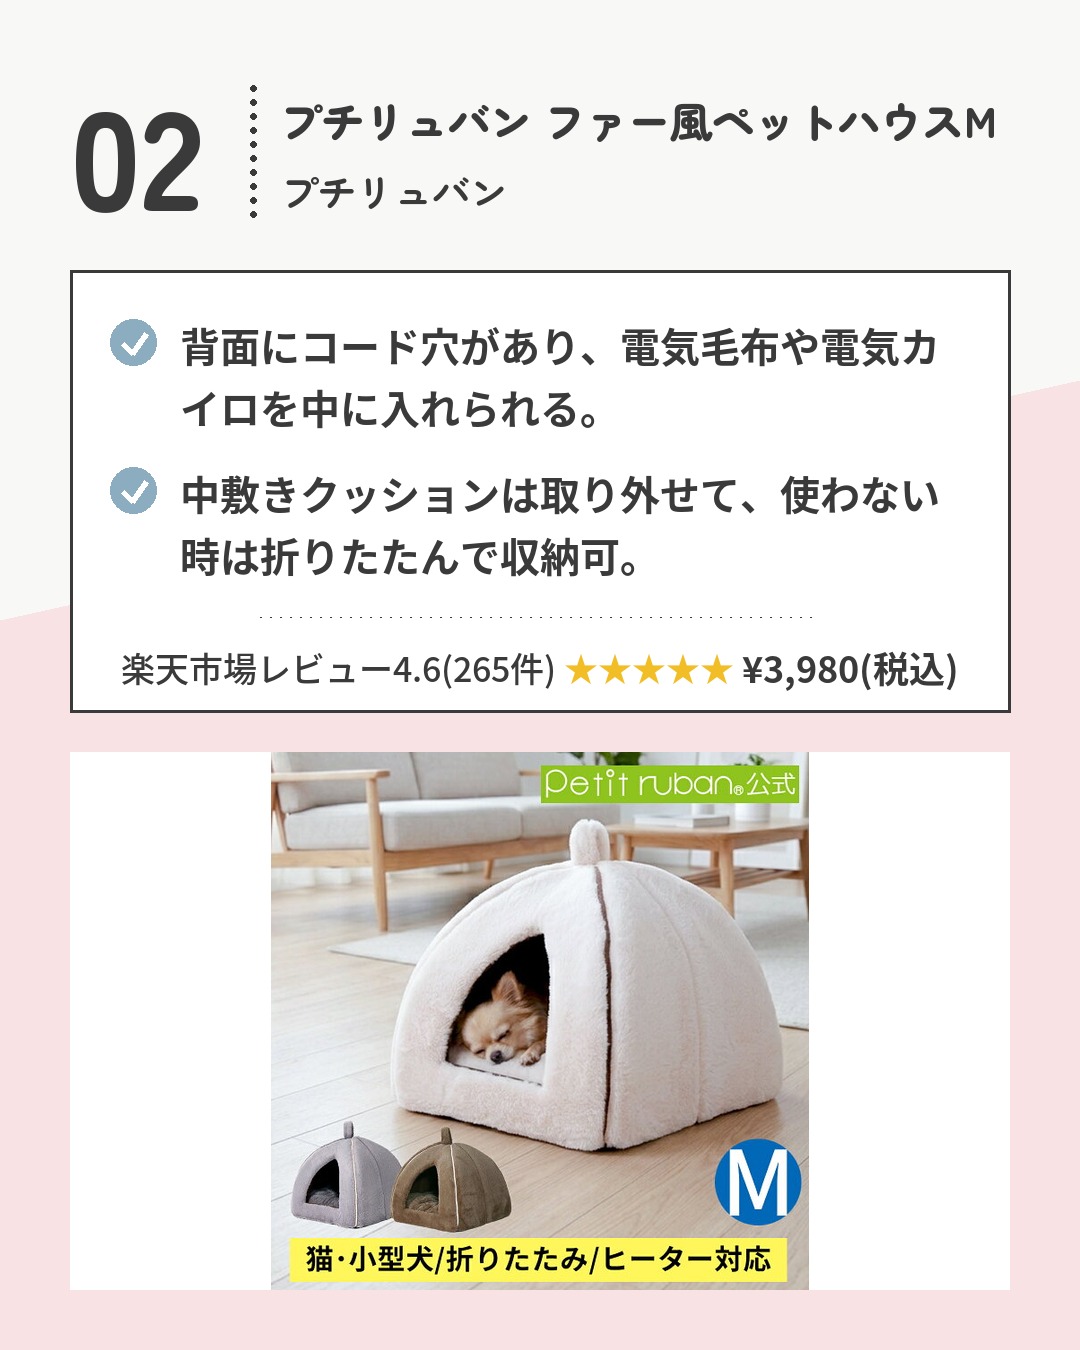 02
プチリュバン ファー風ペットハウスM
プチリュバン
背面にコード穴があり、電気毛布や電気カ
イロを中に入れられる。
中敷きクッションは取り外せて、使わない
時は折りたたんで収納可。
楽天市場レビュー4.6(265件) ★★★★★ ¥3,980(税込)
Petit ruban®公式
M
猫･小型犬/折りたたみ/ヒーター対応